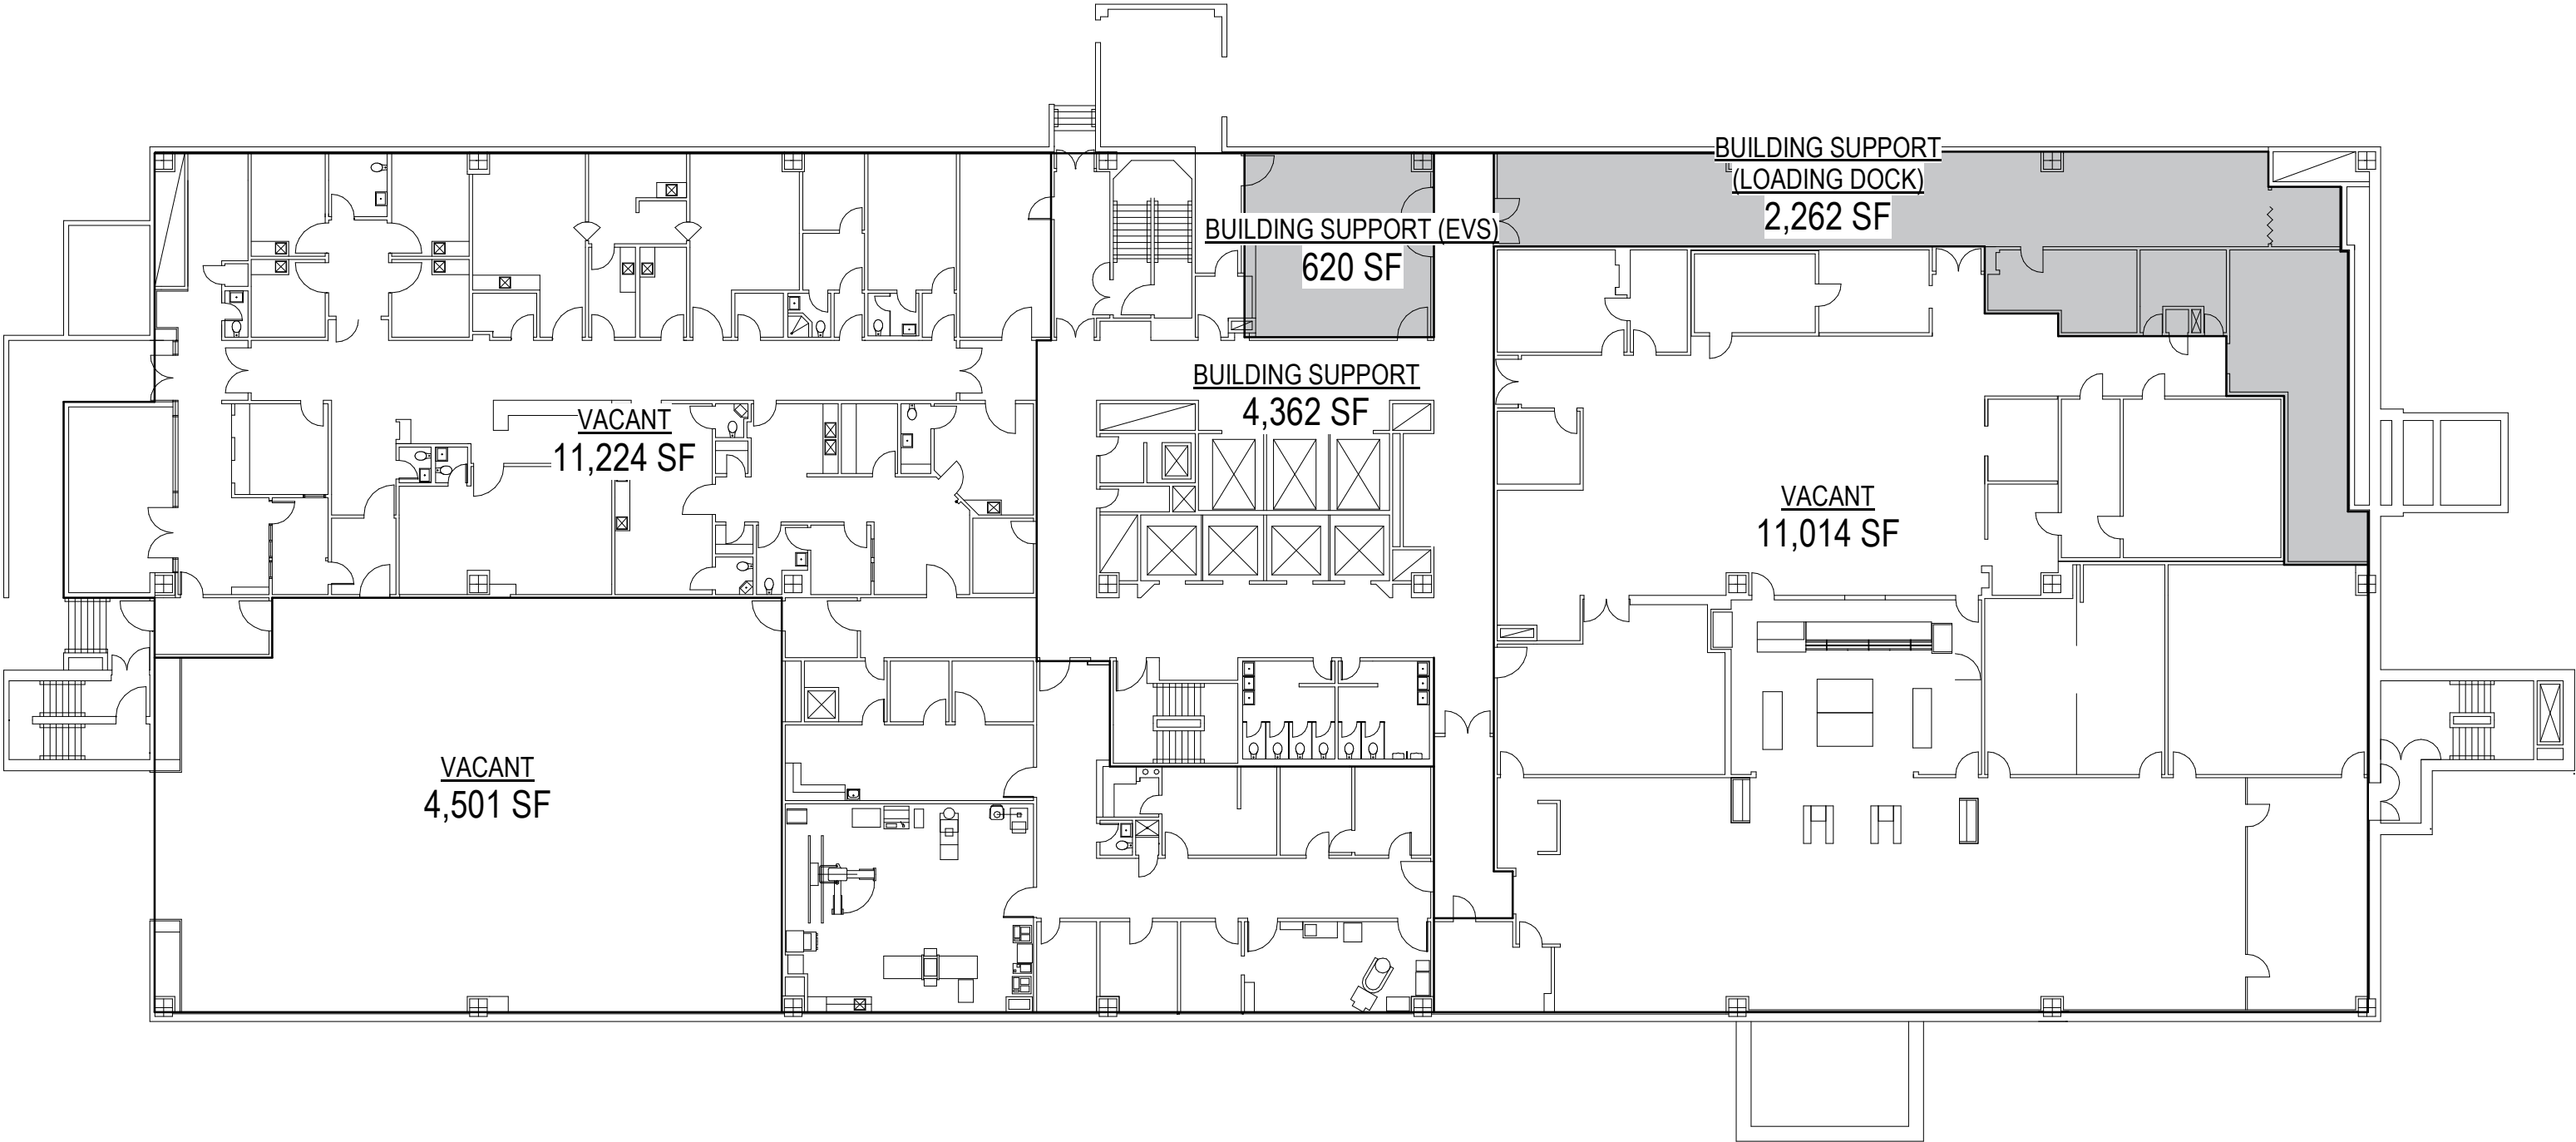 BUILDING SUPPORT
(LOADING DOCK)
2,262 SF
BUILDING SUPPORT (EVS)
620 SF
BUILDING SUPPORT
4,362 SF
VACANT
11,224 SF
VACANT
11,014 SF
VACANT
4,501 SF